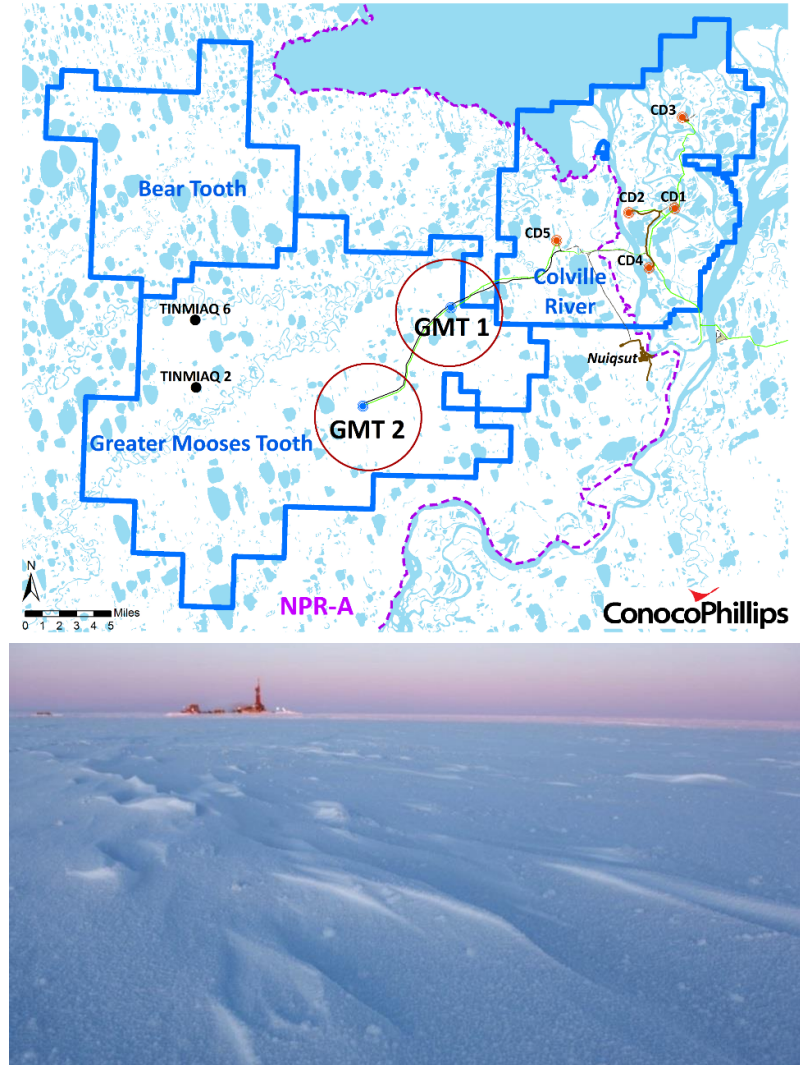 CD3
Bear Tooth
CD2
CD1
CD5
CD4
Colville
River
TINMIAQ 6
GMT 1
Nuiqsut
TINMIAQ 2
GMT 2
Greater Mooses Tooth
N
NPR-A
Miles
0 1 2 3 4 5
ConocoPhillips